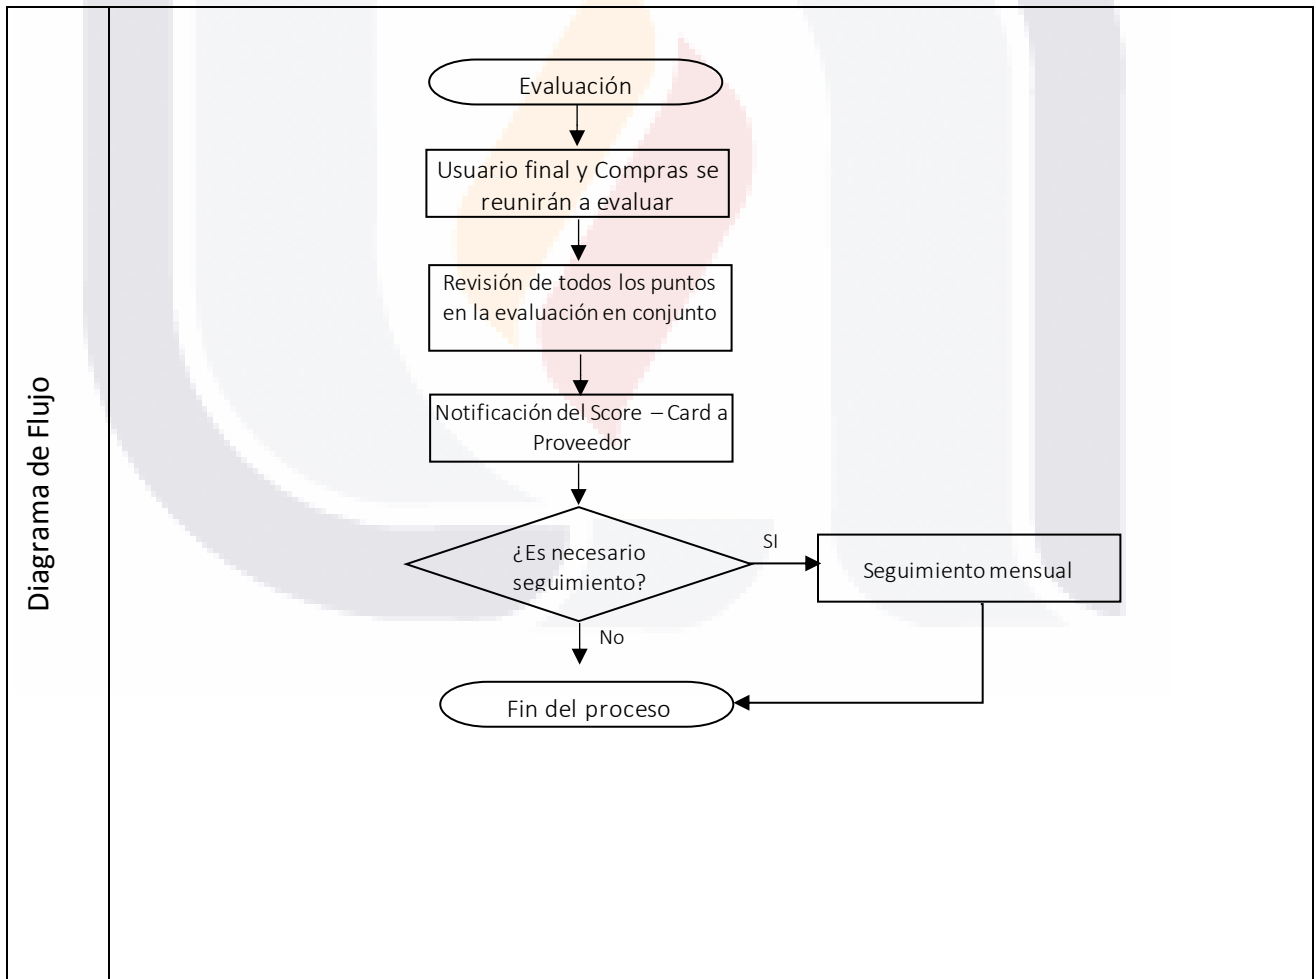 Diagrama de Flujo
Evaluación
Usuario final y Compras se
reunirán a evaluar
Revisión de todos los puntos
en la evaluación en conjunto
Notificación del Score – Card a
Proveedor
¿Es necesario
seguimiento?
SI
Seguimiento mensual
No
Fin del proceso